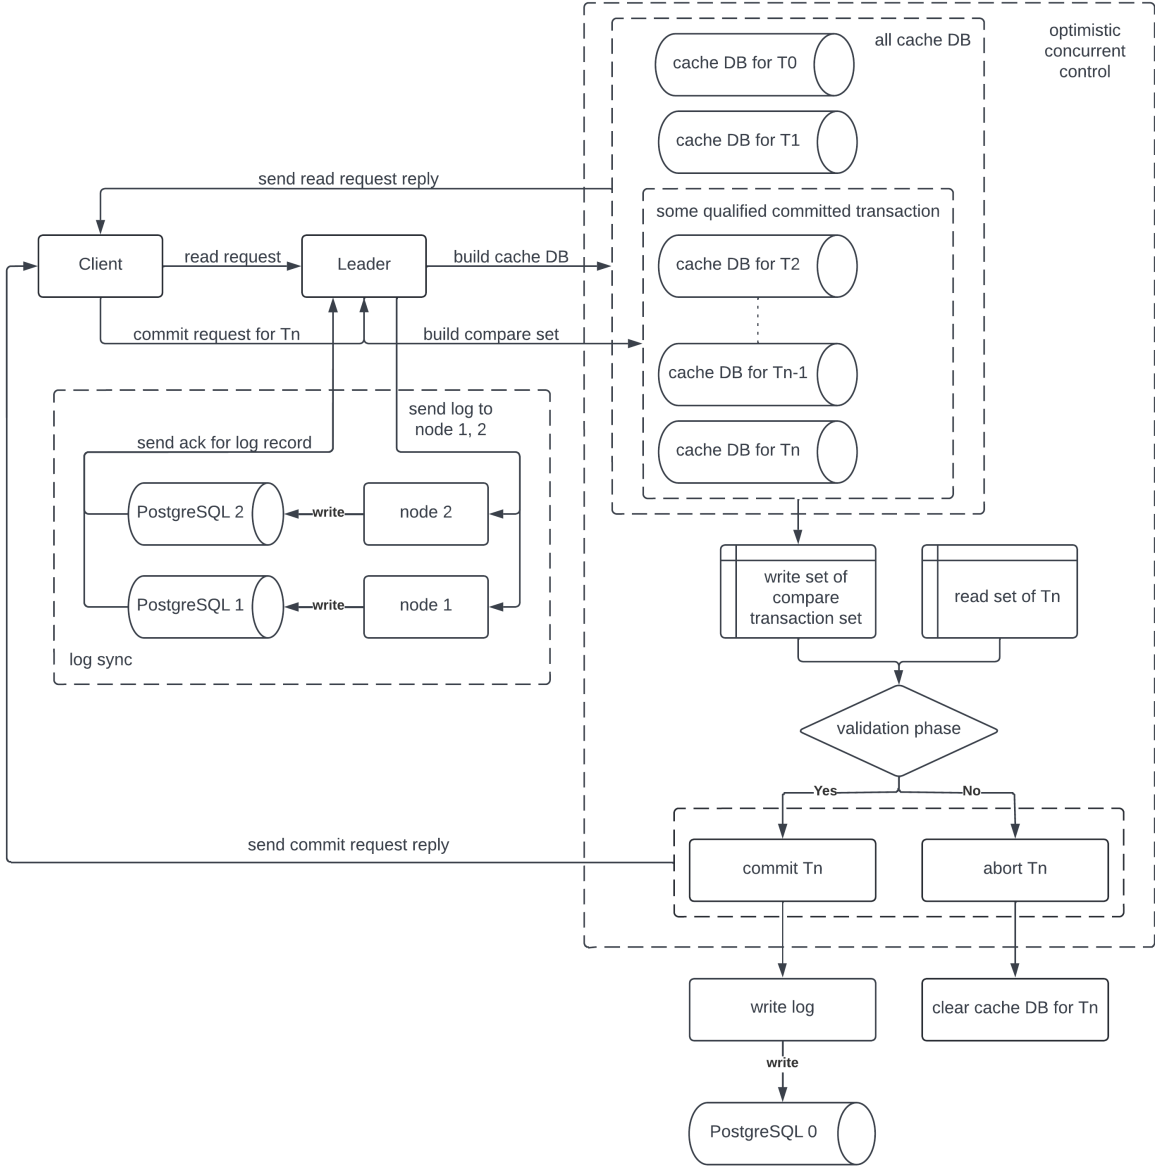 optimistic
concurrent
control
all cache DB
cache DB for T0
cache DB for T1
send read request reply
some qualified committed transaction
Client
read request
Leader
build cache DB
cache DB for T2
commit request for Tn
build compare set
cache DB for Tn-1
send log to
node 1, 2
send ack for log record
cache DB for Tn
PostgreSQL 2
write
node 2
PostgreSQL 1
write
node 1
log sync
write set of
compare
transaction set
read set of Tn
validation phase
Yes
No
send commit request reply
commit Tn
abort Tn
write log
clear cache DB for Tn
write
PostgreSQL 0